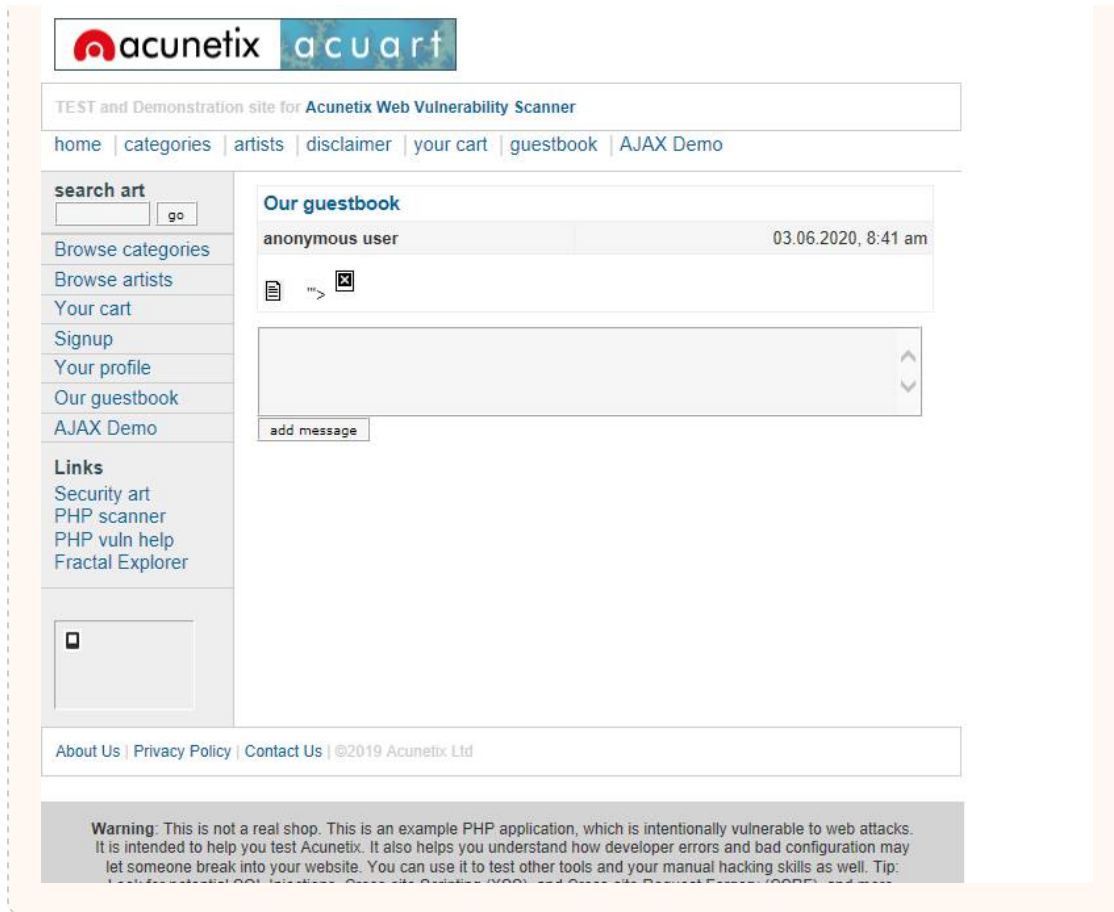 acunetix acuart
TEST and Demonstration site for Acunetix Web Vulnerability Scanner
home | categories | artists | disclaimer | your cart | guestbook | AJAX Demo
search art
go
Browse categories
Browse artists
Your cart
Signup
Your profile
Our guestbook
AJAX Demo
Links
Security art
PHP scanner
PHP vuln help
Fractal Explorer
Our guestbook
anonymous user 03.06.2020, 8:41 am
'">
add message
About Us | Privacy Policy | Contact Us | ©2019 Acunetix Ltd
Warning: This is not a real shop. This is an example PHP application, which is intentionally vulnerable to web attacks.
It is intended to help you test Acunetix. It also helps you understand how developer errors and bad configuration may
let someone break into your website. You can use it to test other tools and your manual hacking skills as well. Tip: